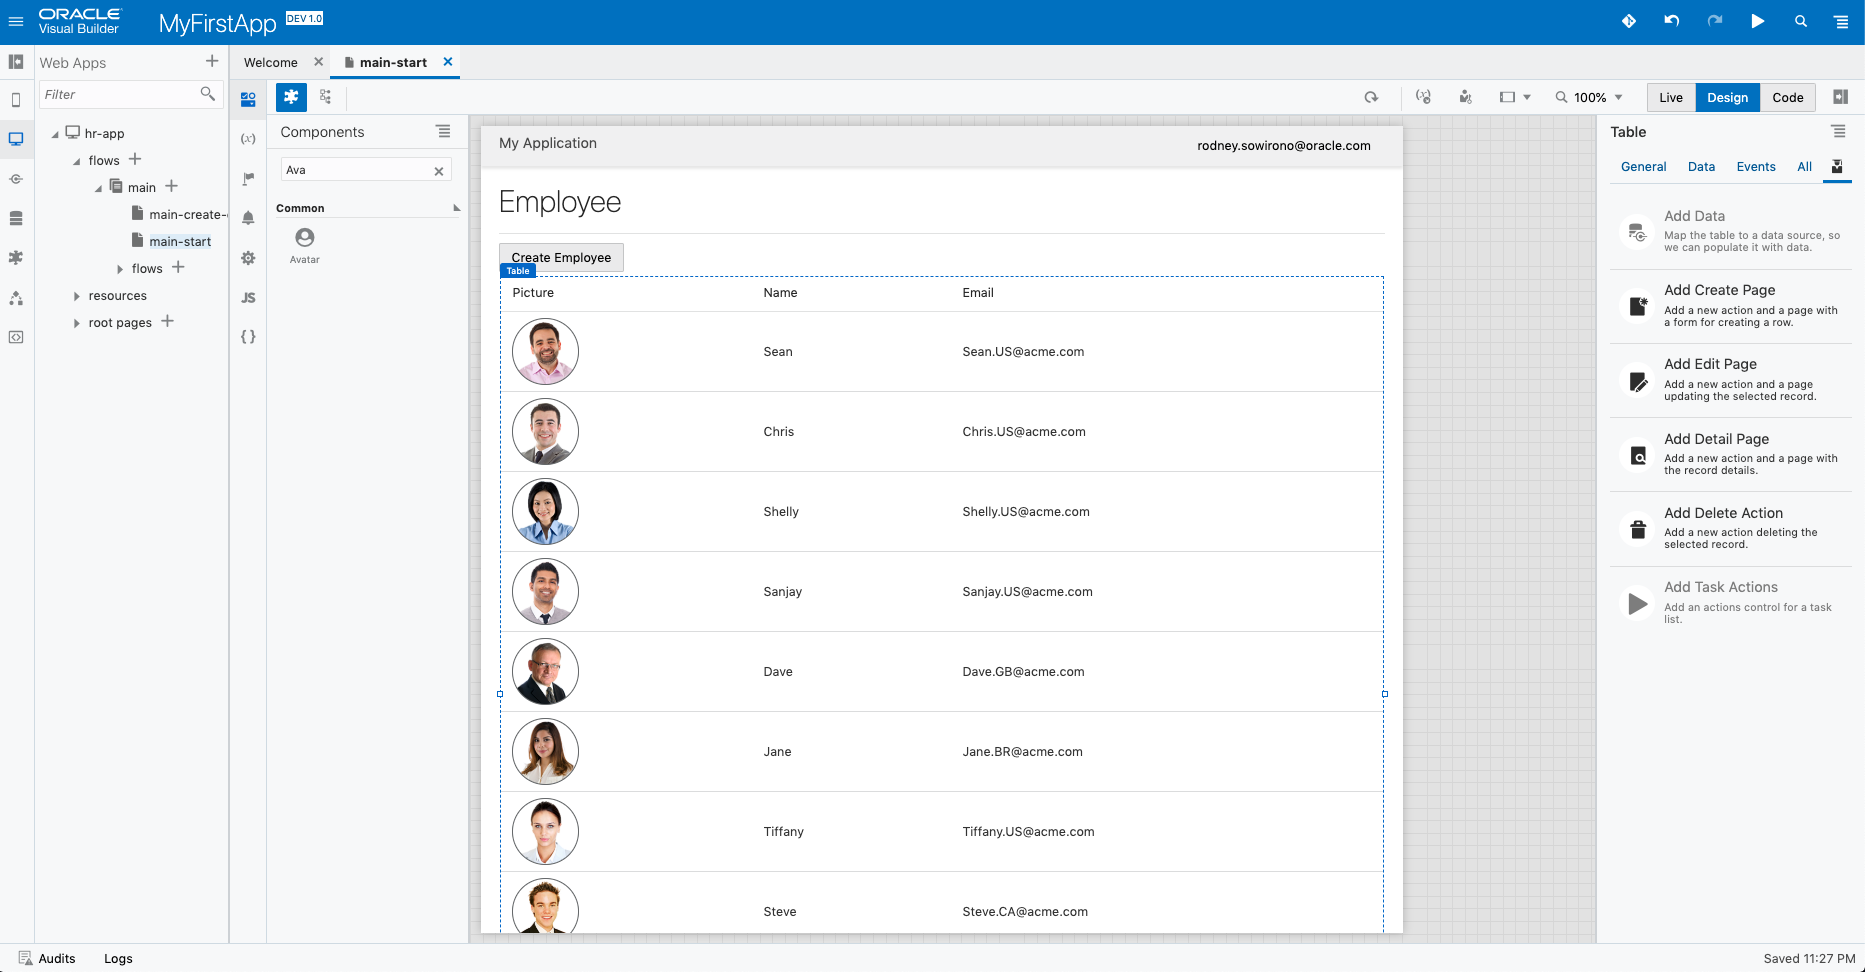 ORACLE
Visual Builder
MyFirstApp DEV 1.0
Web Apps
Filter
hr-app
flows
main
main-create-
main-start
flows
resources
root pages
Welcome
main-start
100%
Live
Design
Code
Components
Ava
Common
Avatar
My Application
rodney.sowirono@oracle.com
Employee
Create Employee
Table
Picture Name Email
Sean Sean.US@acme.com
Chris Chris.US@acme.com
Shelly Shelly.US@acme.com
Sanjay Sanjay.US@acme.com
Dave Dave.GB@acme.com
Jane Jane.BR@acme.com
Tiffany Tiffany.US@acme.com
Steve Steve.CA@acme.com
(x)
JS
{ }
Table
General Data Events All
Add Data
Map the table to a data source, so
we can populate it with data.
Add Create Page
Add a new action and a page with
a form for creating a row.
Add Edit Page
Add a new action and a page
updating the selected record.
Add Detail Page
Add a new action and a page with
the record details.
Add Delete Action
Add a new action deleting the
selected record.
Add Task Actions
Add an actions control for a task
list.
Audits
Logs
Saved 11:27 PM